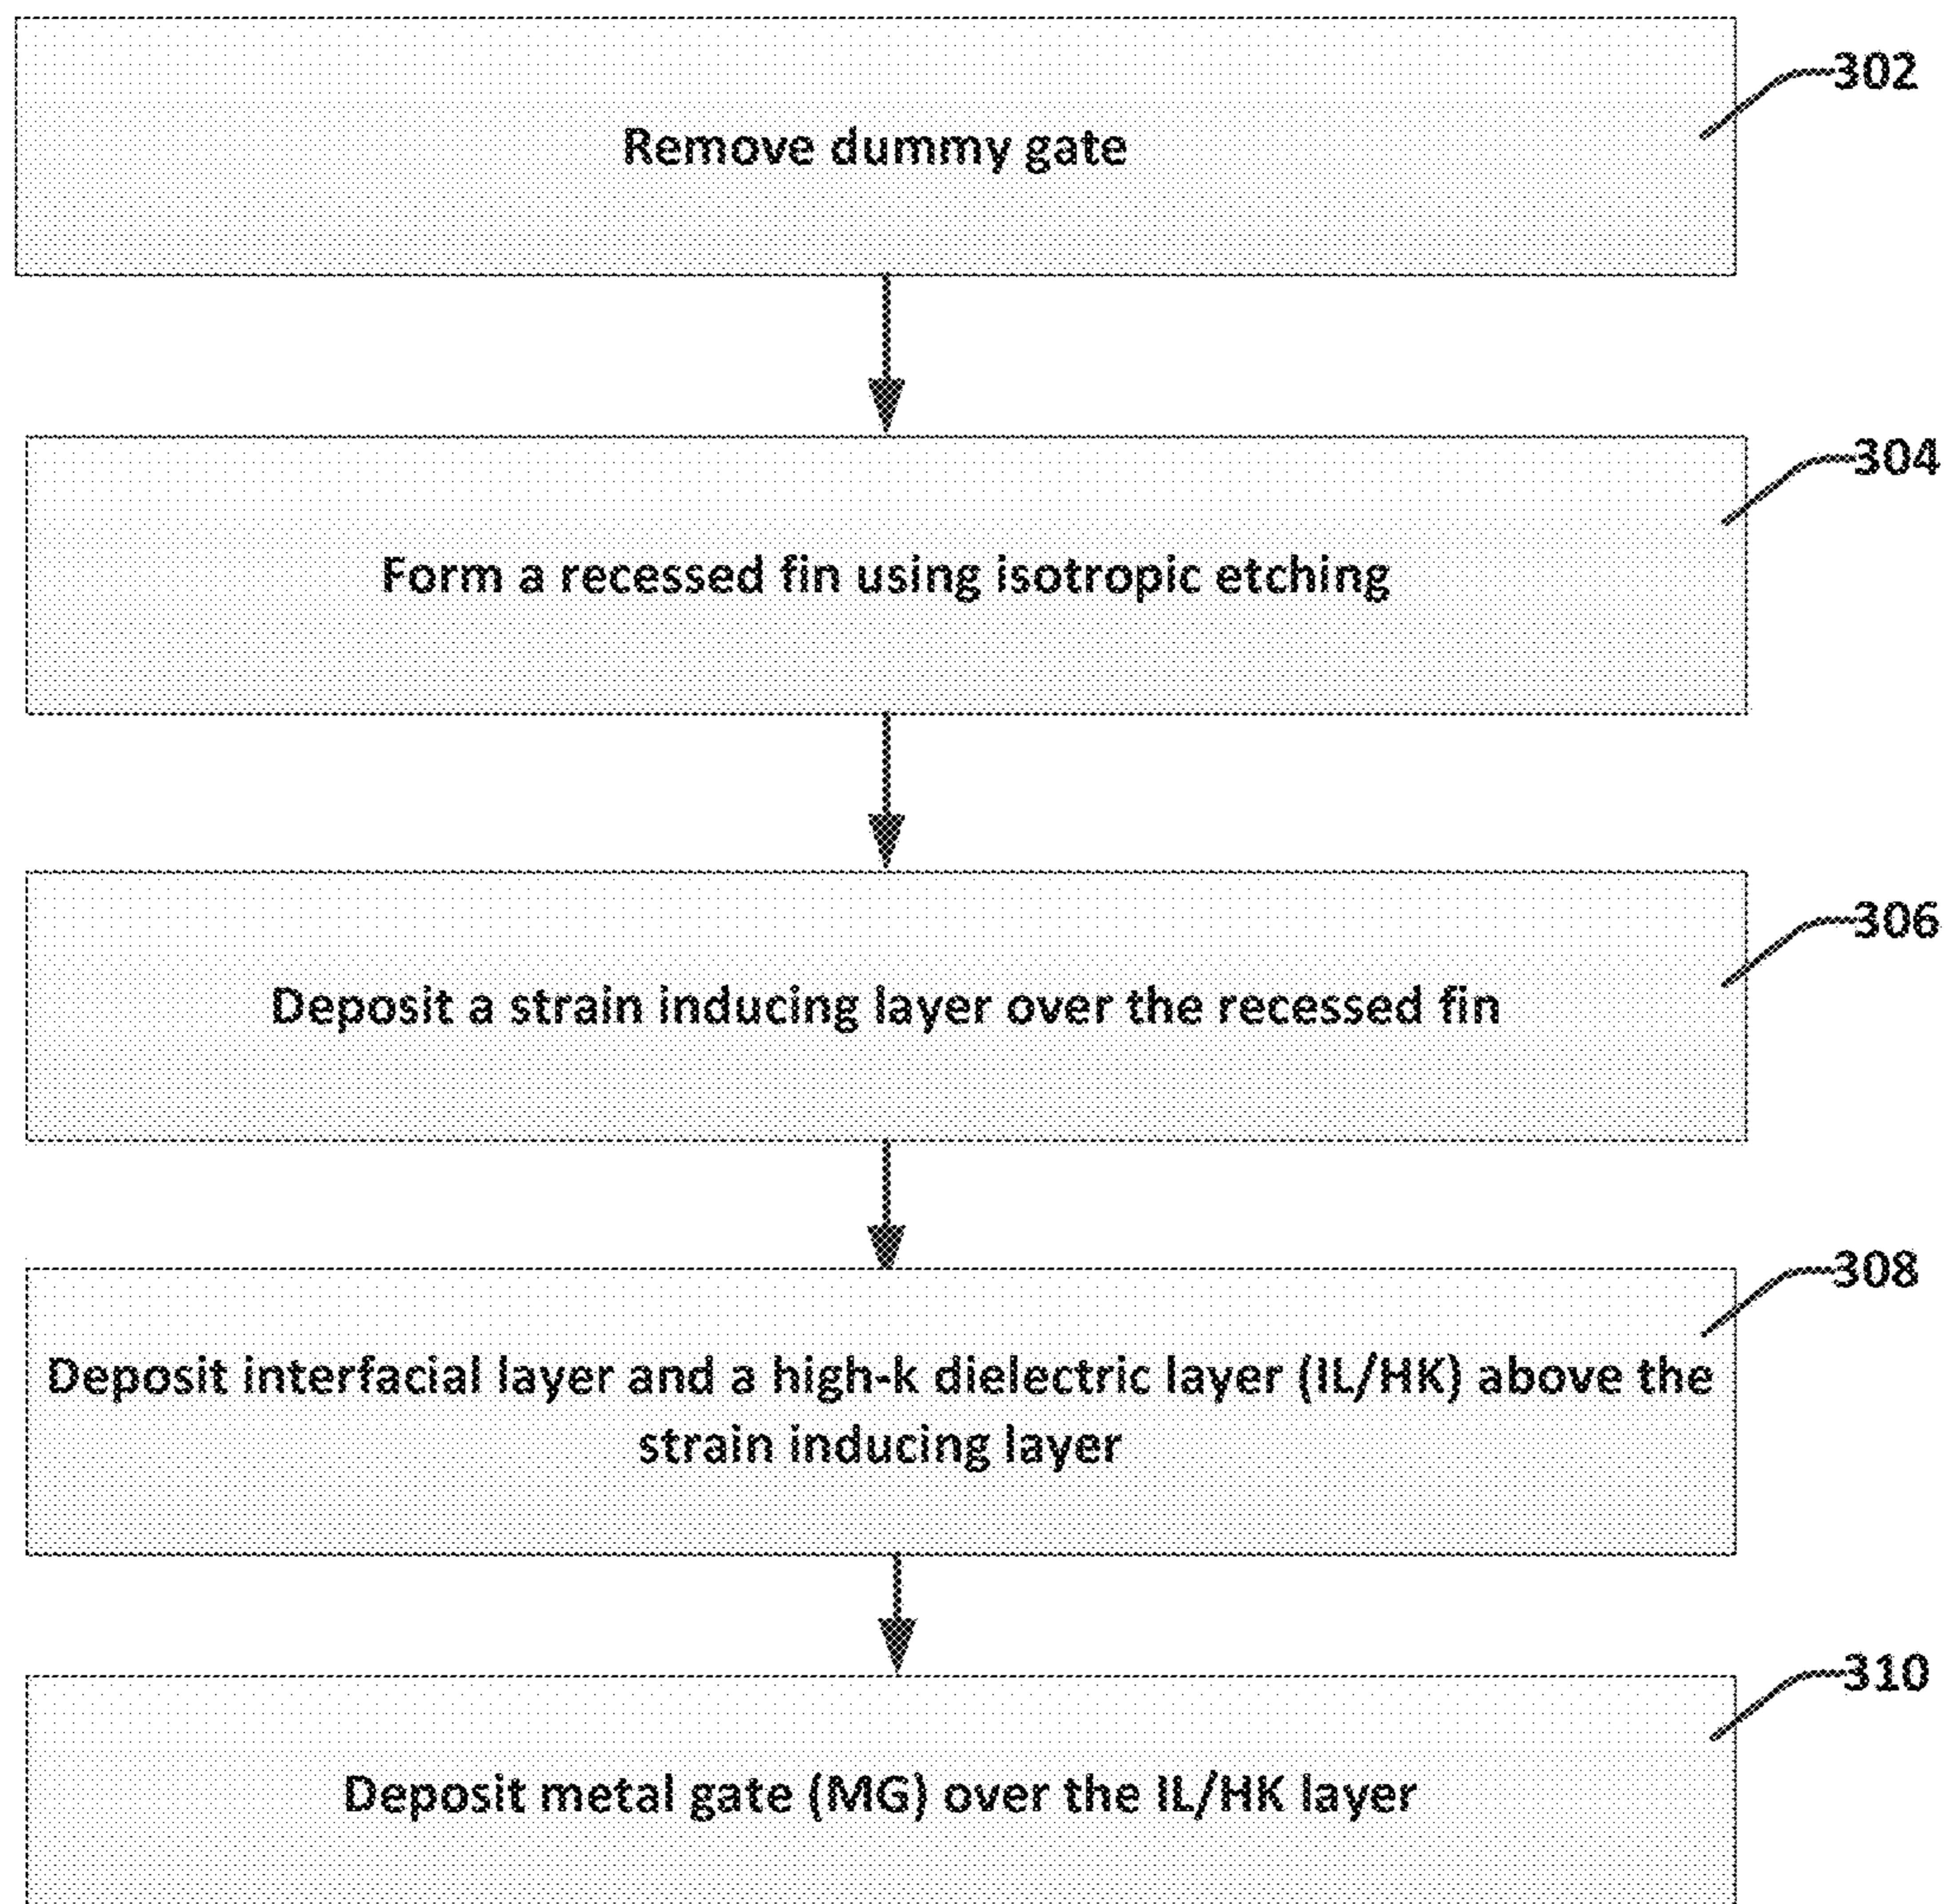 302
Remove dummy gate
304
Form a recessed fin using isotropic etching
306
Deposit a strain inducing layer over the recessed fin
308
Deposit interfacial layer and a high-k dielectric layer (IL/HK) above the
strain inducing layer
310
Deposit metal gate (MG) over the IL/HK layer